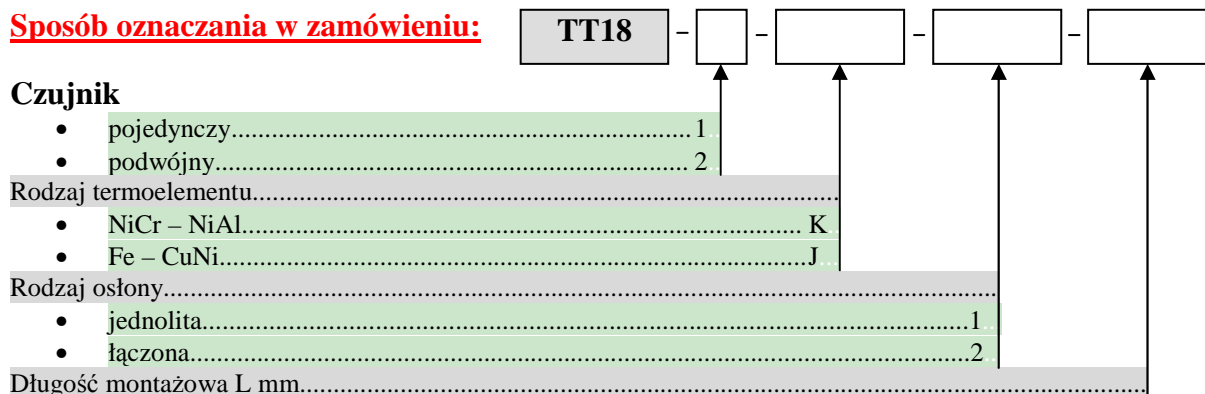 Sposób oznaczania w zamówieniu: TT18 – – – –
Czujnik
• pojedynczy.................................................................................... 1
• podwójny....................................................................................... 2
Rodzaj termoelementu...................................................................................................................
• NiCr – NiAl..................................................................................................... K
• Fe – CuNi.........................................................................................................J
Rodzaj osłony.................................................................................................................................................
• jednolita.......................................................................................................................................1
• łączona.........................................................................................................................................2
Długość montażowa L mm.......................................................................................................................................................